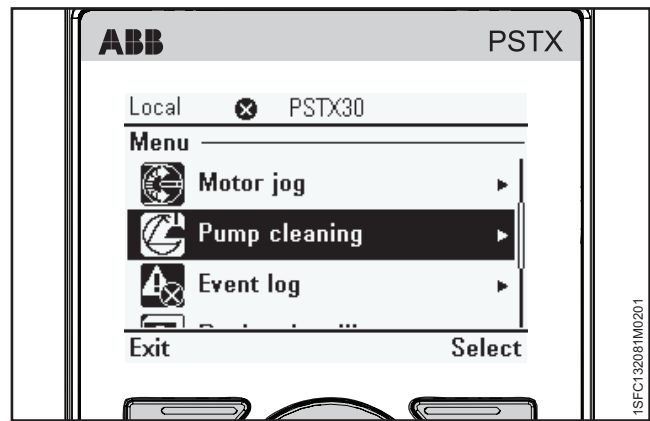 ABB PSTX
Local PSTX30
Menu
Motor jog
Pump cleaning
Event log
Exit Select
1SFC132081M0201